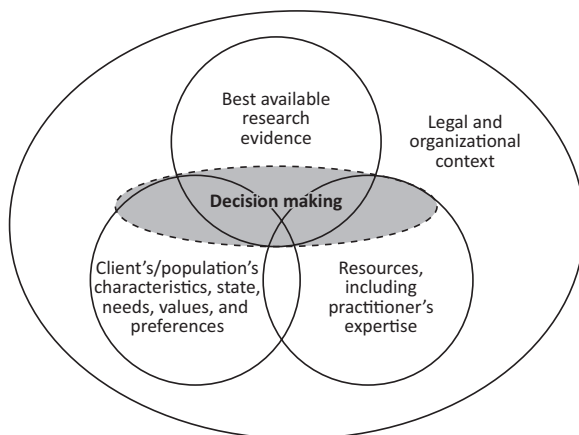 Best available
research
evidence
Legal and
organizational
context
Decision making
Client's/population's
characteristics, state,
needs, values, and
preferences
Resources,
including
practitioner's
expertise